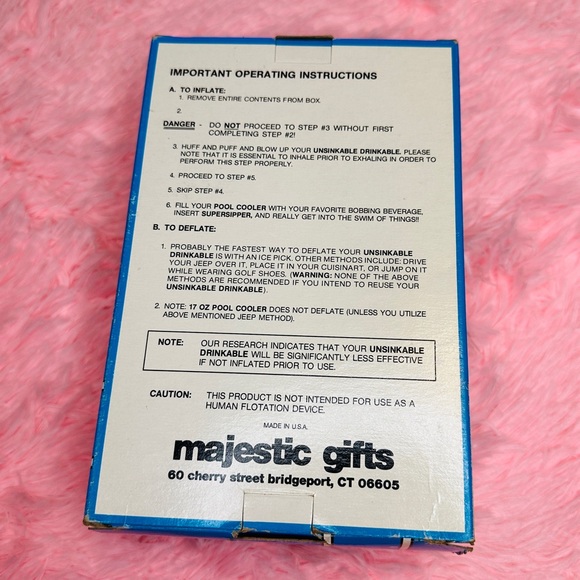 IMPORTANT OPERATING INSTRUCTIONS
A. TO INFLATE:
1. REMOVE ENTIRE CONTENTS FROM BOX.
2.
DANGER - DO NOT PROCEED TO STEP #3 WITHOUT FIRST
COMPLETING STEP #2!
3. HUFF AND PUFF AND BLOW UP YOUR UNSINKABLE DRINKABLE. PLEASE
NOTE THAT IT IS ESSENTIAL TO INHALE PRIOR TO EXHALING IN ORDER TO
PERFORM THIS STEP PROPERLY.
4. PROCEED TO STEP #5.
5. SKIP STEP #4.
6. FILL YOUR POOL COOLER WITH YOUR FAVORITE BOBBING BEVERAGE,
INSERT SUPERSIPPER, AND REALLY GET INTO THE SWIM OF THINGS!!
B. TO DEFLATE:
1. PROBABLY THE FASTEST WAY TO DEFLATE YOUR UNSINKABLE
DRINKABLE IS WITH AN ICE PICK. OTHER METHODS INCLUDE: DRIVE
YOUR JEEP OVER IT, PLACE IT IN YOUR CUISINART, OR JUMP ON IT
WHILE WEARING GOLF SHOES. (WARNING: NONE OF THE ABOVE
METHODS ARE RECOMMENDED IF YOU INTEND TO REUSE YOUR
UNSINKABLE DRINKABLE).
2. NOTE: 17 OZ POOL COOLER DOES NOT DEFLATE (UNLESS YOU UTILIZE
ABOVE MENTIONED JEEP METHOD).
NOTE: OUR RESEARCH INDICATES THAT YOUR UNSINKABLE
DRINKABLE WILL BE SIGNIFICANTLY LESS EFFECTIVE
IF NOT INFLATED PRIOR TO USE.
CAUTION: THIS PRODUCT IS NOT INTENDED FOR USE AS A
HUMAN FLOTATION DEVICE.
MADE IN U.S.A.
majestic gifts
60 cherry street bridgeport, CT 06605